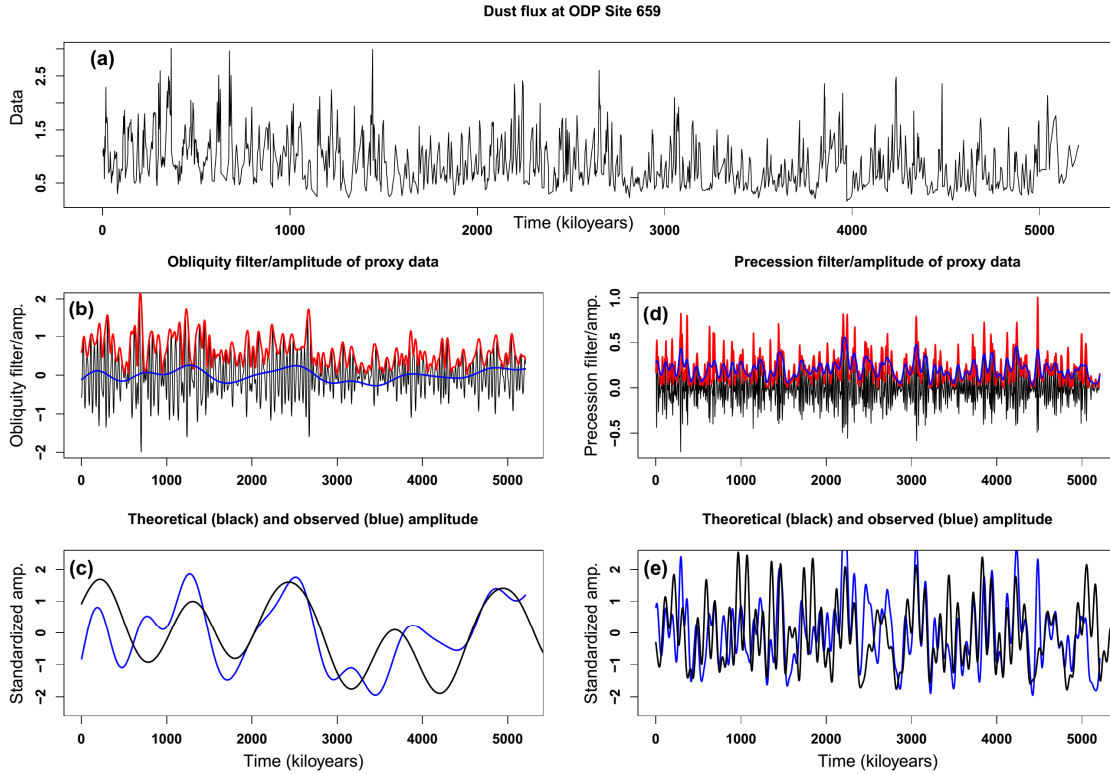 Dust flux at ODP Site 659
(a)
Data
2.5
1.5
0.5
0 1000 2000 3000 4000 5000
Time (kiloyears)
Obliquity filter/amplitude of proxy data
(b)
Obliquity filter/amp.
2
1
0
−1
−2
0 1000 2000 3000 4000 5000
Precession filter/amplitude of proxy data
(d)
Precession filter/amp.
1.0
0.5
0.0
−0.5
0 1000 2000 3000 4000 5000
Theoretical (black) and observed (blue) amplitude
(c)
Standardized amp.
2
1
0
−1
−2
0 1000 2000 3000 4000 5000
Time (kiloyears)
Theoretical (black) and observed (blue) amplitude
(e)
Standardized amp.
2
1
0
−1
−2
0 1000 2000 3000 4000 5000
Time (kiloyears)